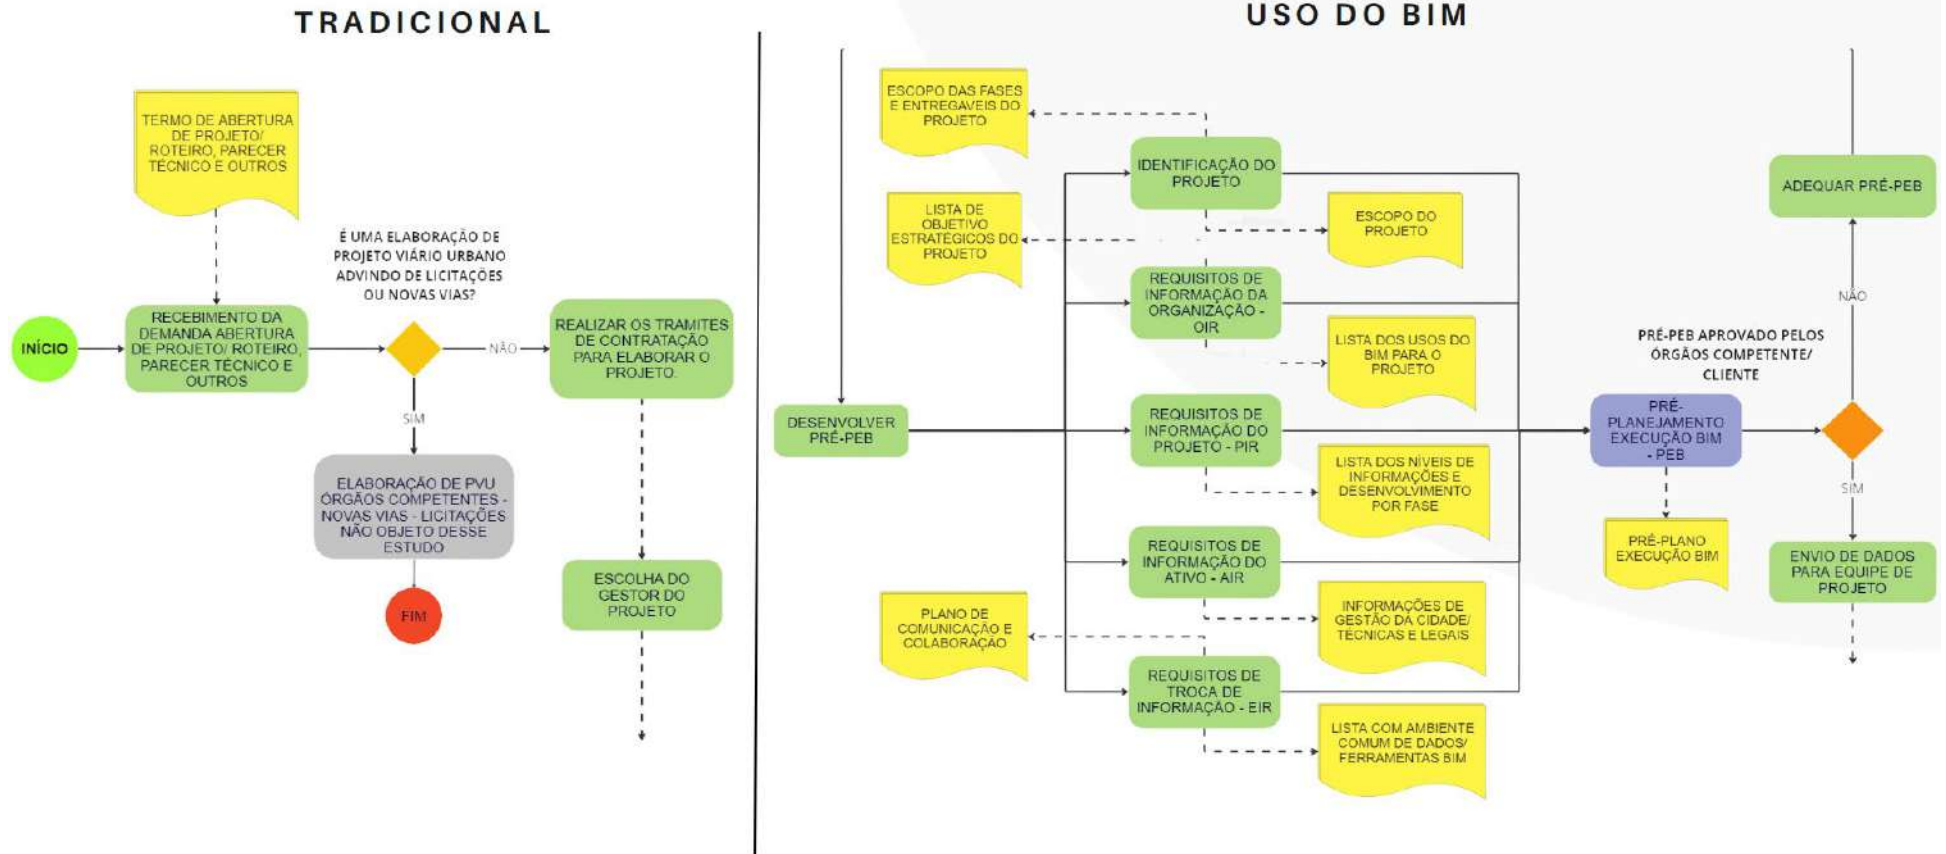 TRADICIONAL
TERMO DE ABERTURA
DE PROJETO/
ROTEIRO, PARECER
TÉCNICO E OUTROS
É UMA ELABORAÇÃO DE
PROJETO VIÁRIO URBANO
ADVINDO DE LICITAÇÕES
OU NOVAS VIAS?
INÍCIO
RECEBIMENTO DA
DEMANDA ABERTURA
DE PROJETO/ ROTEIRO,
PARECER TÉCNICO E
OUTROS
NÃO
REALIZAR OS TRAMITES
DE CONTRATAÇÃO
PARA ELABORAR O
PROJETO.
SIM
ELABORAÇÃO DE PVU
ÓRGÃOS COMPETENTES -
NOVAS VIAS - LICITAÇÕES
NÃO OBJETO DESSE
ESTUDO
FIM
ESCOLHA DO
GESTOR DO
PROJETO
USO DO BIM
ESCOPO DAS FASES
E ENTREGAVEIS DO
PROJETO
IDENTIFICAÇÃO DO
PROJETO
LISTA DE
OBJETIVO
ESTRATÉGICOS DO
PROJETO
ESCOPO DO
PROJETO
REQUISITOS DE
INFORMAÇÃO DA
ORGANIZAÇÃO -
OIR
LISTA DOS USOS DO
BIM PARA O
PROJETO
DESENVOLVER
PRÉ-PEB
REQUISITOS DE
INFORMAÇÃO DO
PROJETO - PIR
LISTA DOS NÍVEIS DE
INFORMAÇÕES E
DESENVOLVIMENTO
POR FASE
REQUISITOS DE
INFORMAÇÃO DO
ATIVO - AIR
PLANO DE
COMUNICAÇÃO E
COLABORAÇÃO
INFORMAÇÕES DE
GESTÃO DA CIDADE/
TÉCNICAS E LEGAIS
REQUISITOS DE
TROCA DE
INFORMAÇÃO - EIR
LISTA COM AMBIENTE
COMUM DE DADOS/
FERRAMENTAS BIM
ADEQUAR PRÉ-PEB
NÃO
PRÉ-PEB APROVADO PELOS
ÓRGÃOS COMPETENTE/
CLIENTE
PRÉ-
PLANEJAMENTO
EXECUÇÃO BIM
- PEB
SIM
PRÉ-PLANO
EXECUÇÃO BIM
ENVIO DE DADOS
PARA EQUIPE DE
PROJETO